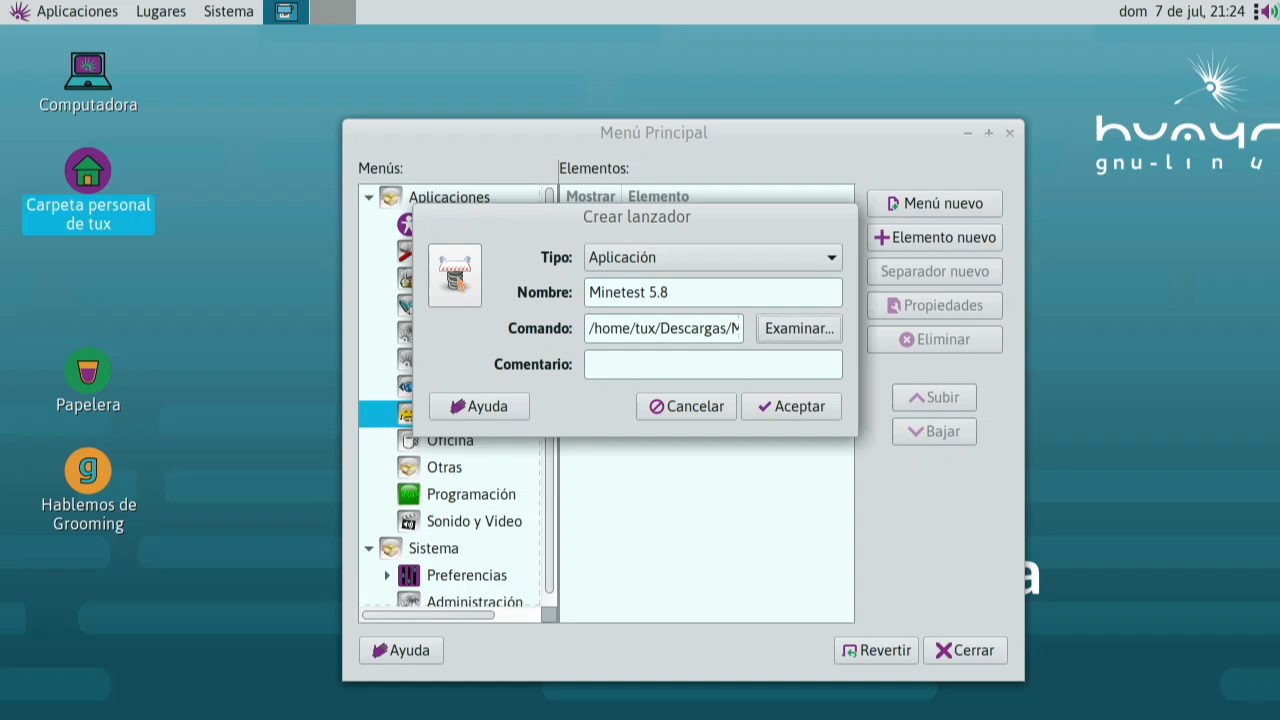 Aplicaciones Lugares Sistema
dom 7 de jul, 21:24
Computadora
Carpeta personal
de tux
Papelera
Hablemos de
Grooming
gnu-linu
Menú Principal
Menús:
Elementos:
Aplicaciones
Mostrar Elemento
Crear lanzador
Tipo: Aplicación
Nombre: Minetest 5.8
Comando: /home/tux/Descargas/M Examinar...
Comentario:
Ayuda Cancelar Aceptar
Oficina
Otras
Programación
Sonido y Video
Sistema
Preferencias
Administración
Menú nuevo
Elemento nuevo
Separador nuevo
Propiedades
Eliminar
Subir
Bajar
Ayuda Revertir Cerrar